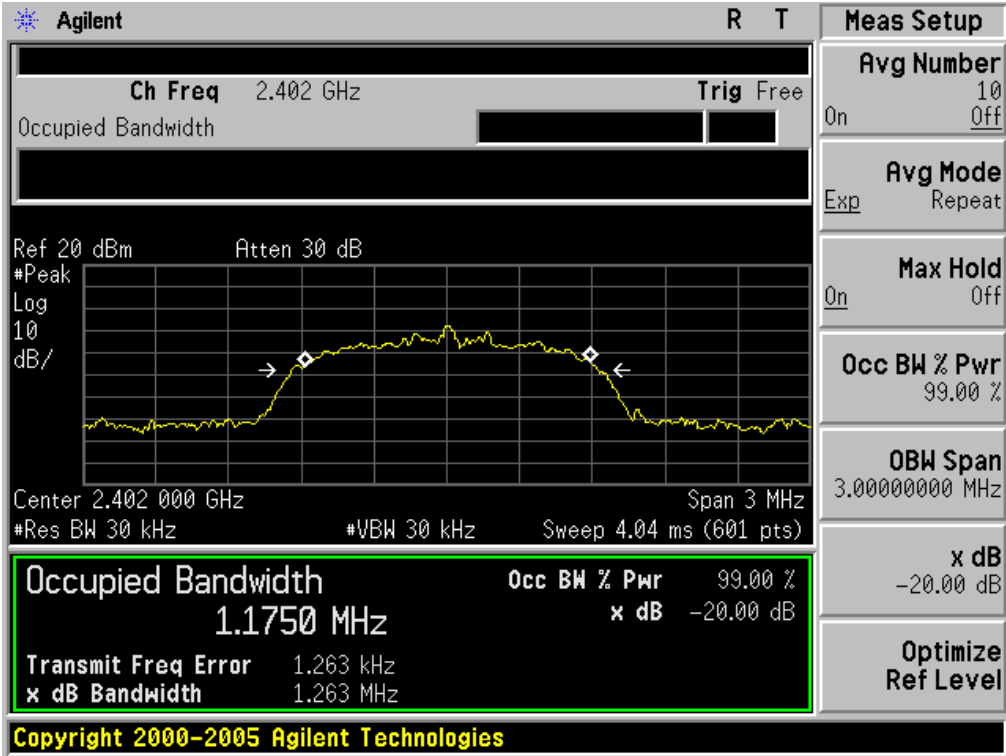 Agilent R T Meas Setup
Ch Freq 2.402 GHz Trig Free
Occupied Bandwidth
Avg Number
10
On Off
Avg Mode
Exp Repeat
Max Hold
On Off
Occ BW % Pwr
99.00 %
OBW Span
3.00000000 MHz
x dB
-20.00 dB
Optimize
Ref Level
Ref 20 dBm Atten 30 dB
#Peak
Log
10
dB/
Center 2.402 000 GHz Span 3 MHz
#Res BW 30 kHz #VBW 30 kHz Sweep 4.04 ms (601 pts)
Occupied Bandwidth Occ BW % Pwr 99.00 %
1.1750 MHz x dB -20.00 dB
Transmit Freq Error 1.263 kHz
x dB Bandwidth 1.263 MHz
Copyright 2000-2005 Agilent Technologies